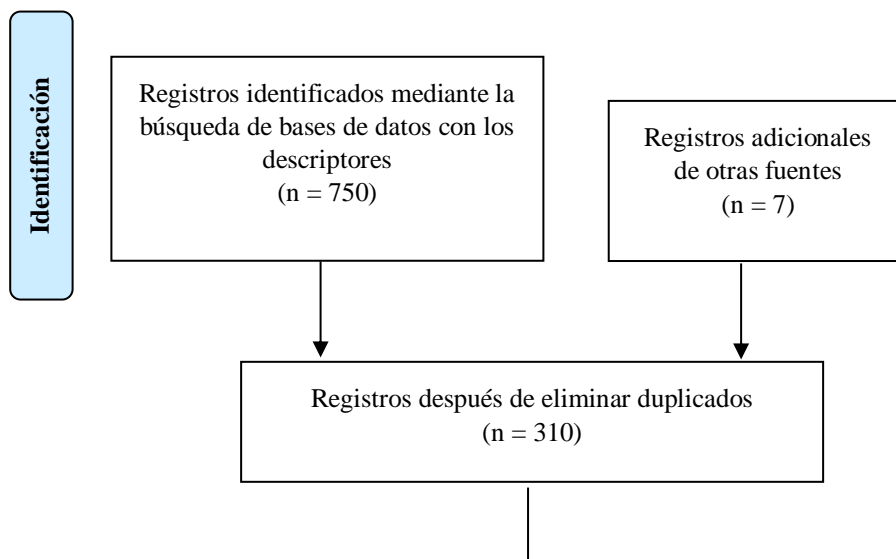 Identificación
Registros identificados mediante la
búsqueda de bases de datos con los
descriptores
(n = 750)
Registros adicionales
de otras fuentes
(n = 7)
Registros después de eliminar duplicados
(n = 310)